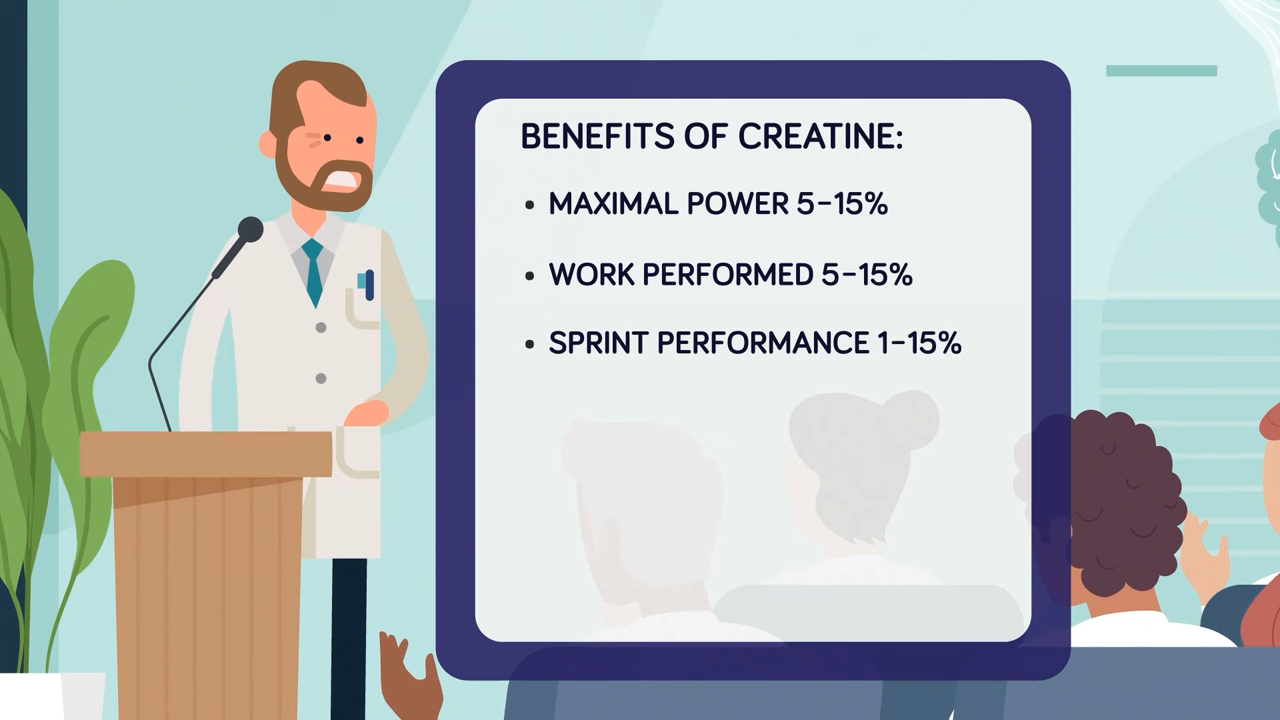 BENEFITS OF CREATINE:
• MAXIMAL POWER 5-15%
• WORK PERFORMED 5-15%
• SPRINT PERFORMANCE 1-15%